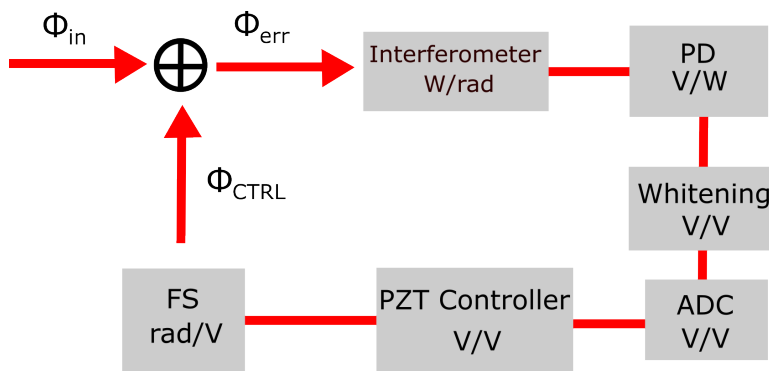 Φin
Φerr
Interferometer
W/rad
PD
V/W
ΦCTRL
Whitening
V/V
FS
rad/V
PZT Controller
V/V
ADC
V/V